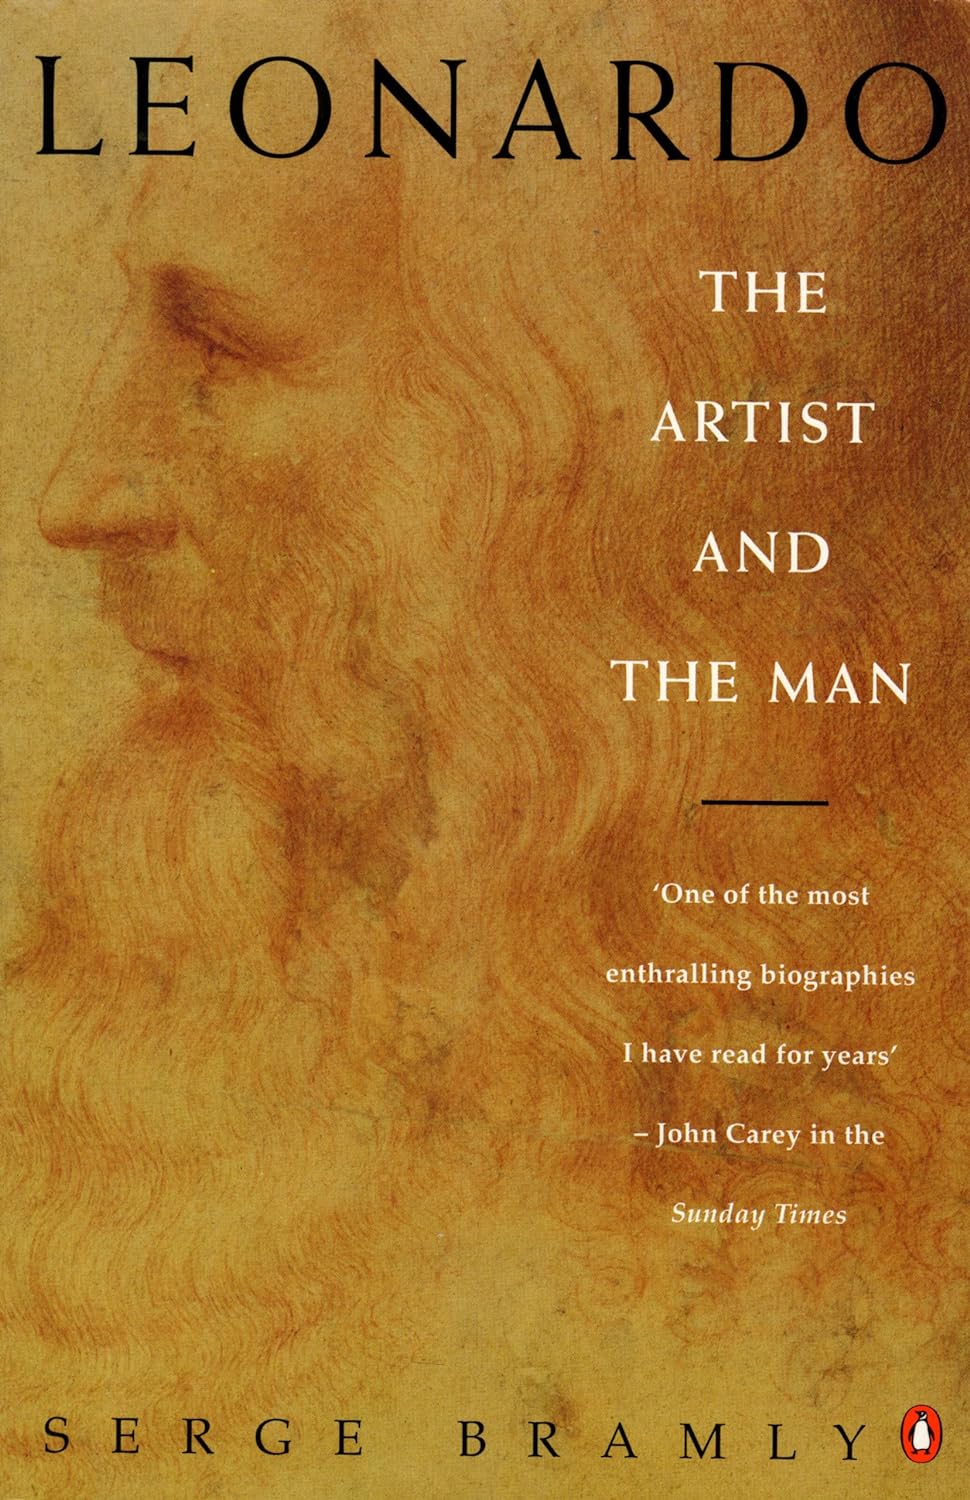 LEONARDO
THE
ARTIST
AND
THE MAN
‘One of the most
enthralling biographies
I have read for years’
– John Carey in the
Sunday Times
SERGE BRAMLY